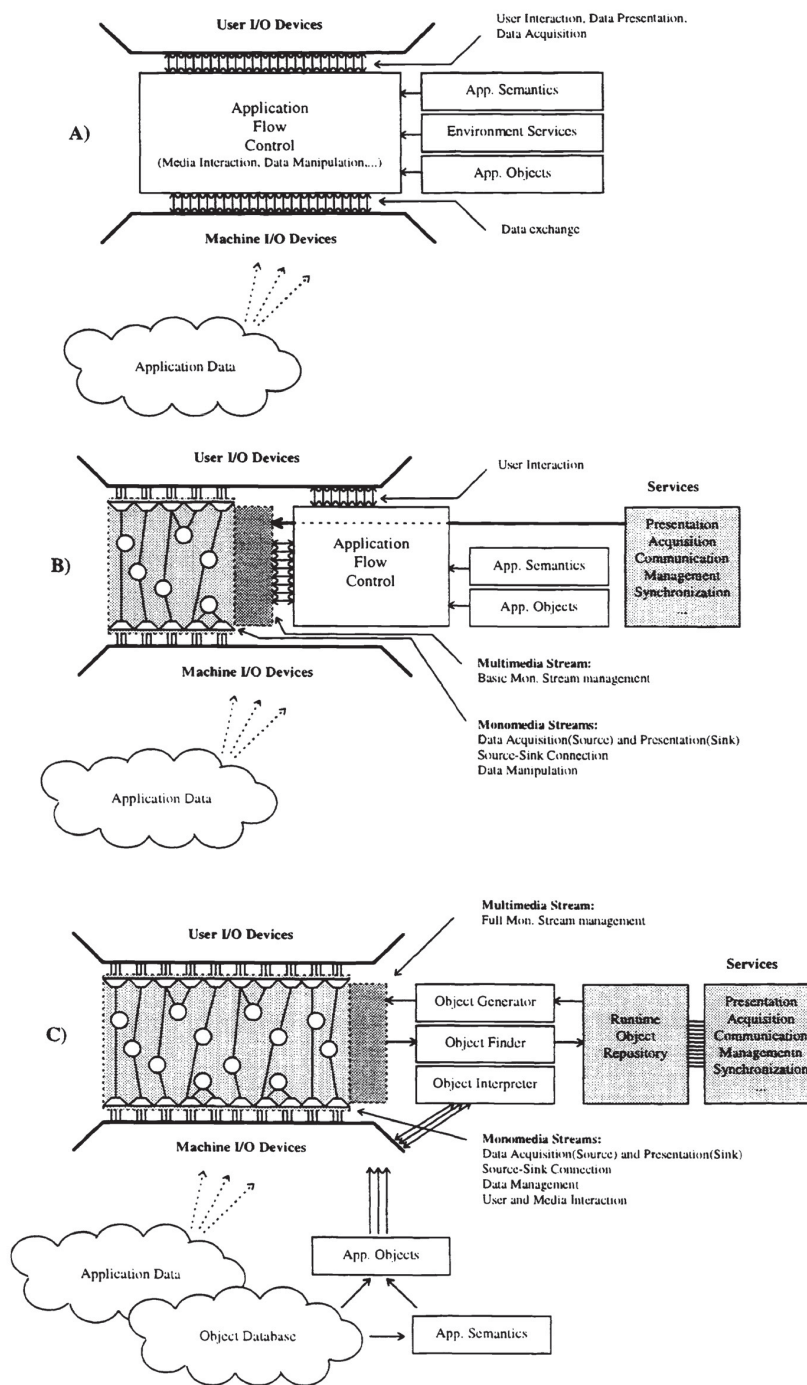 User I/O Devices
User Interaction, Data Presentation,
Data Acquisition
A)
Application
Flow
Control
(Media Interaction, Data Manipulation,...)
App. Semantics
Environment Services
App. Objects
Machine I/O Devices
Data exchange
Application Data
User I/O Devices
User Interaction
Services
B)
Application
Flow
Control
App. Semantics
App. Objects
Presentation
Acquisition
Communication
Management
Synchronization
...
Machine I/O Devices
Multimedia Stream:
Basic Mon. Stream management
Monomedia Streams:
Data Acquisition(Source) and Presentation(Sink)
Source-Sink Connection
Data Manipulation
Application Data
Multimedia Stream:
Full Mon. Stream management
User I/O Devices
Services
C)
Object Generator
Object Finder
Object Interpreter
Runtime
Object
Repository
Presentation
Acquisition
Communication
Managementn
Synchronization
...
Machine I/O Devices
Monomedia Streams:
Data Acquisition(Source) and Presentation(Sink)
Source-Sink Connection
Data Management
User and Media Interaction
App. Objects
Application Data
Object Database
App. Semantics